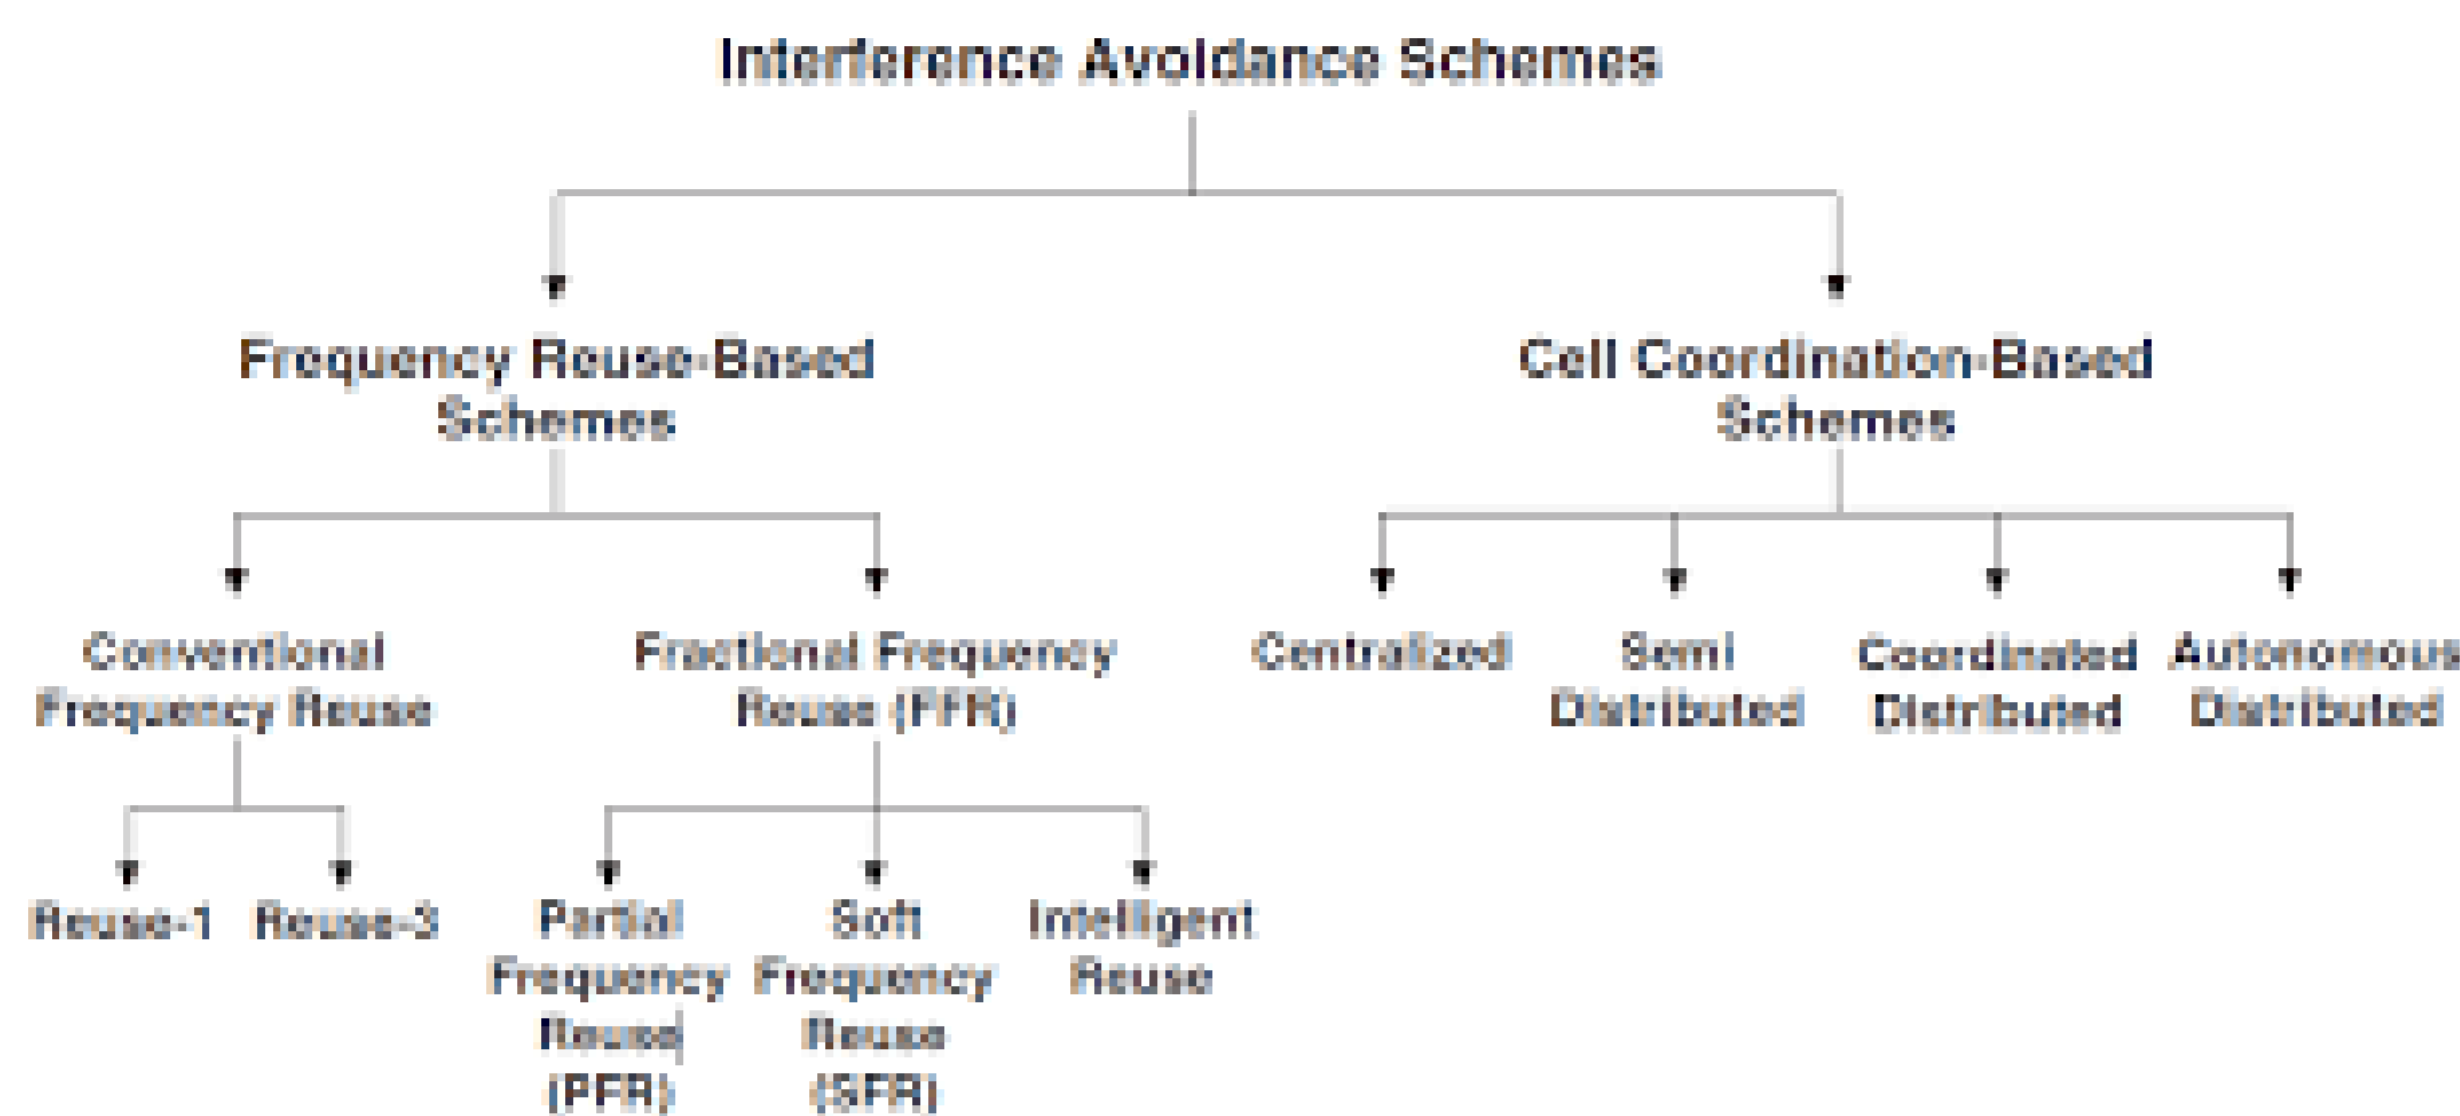 Interference Avoidance Schemes
Frequency Reuse-Based
Schemes
Cell Coordination-Based
Schemes
Conventional
Frequency Reuse
Fractional Frequency
Reuse (FFR)
Centralized
Semi
Distributed
Coordinated
Distributed
Autonomous
Distributed
Reuse-1
Reuse-3
Partial
Frequency
Reuse
(PFR)
Soft
Frequency
Reuse
(SFR)
Intelligent
Reuse